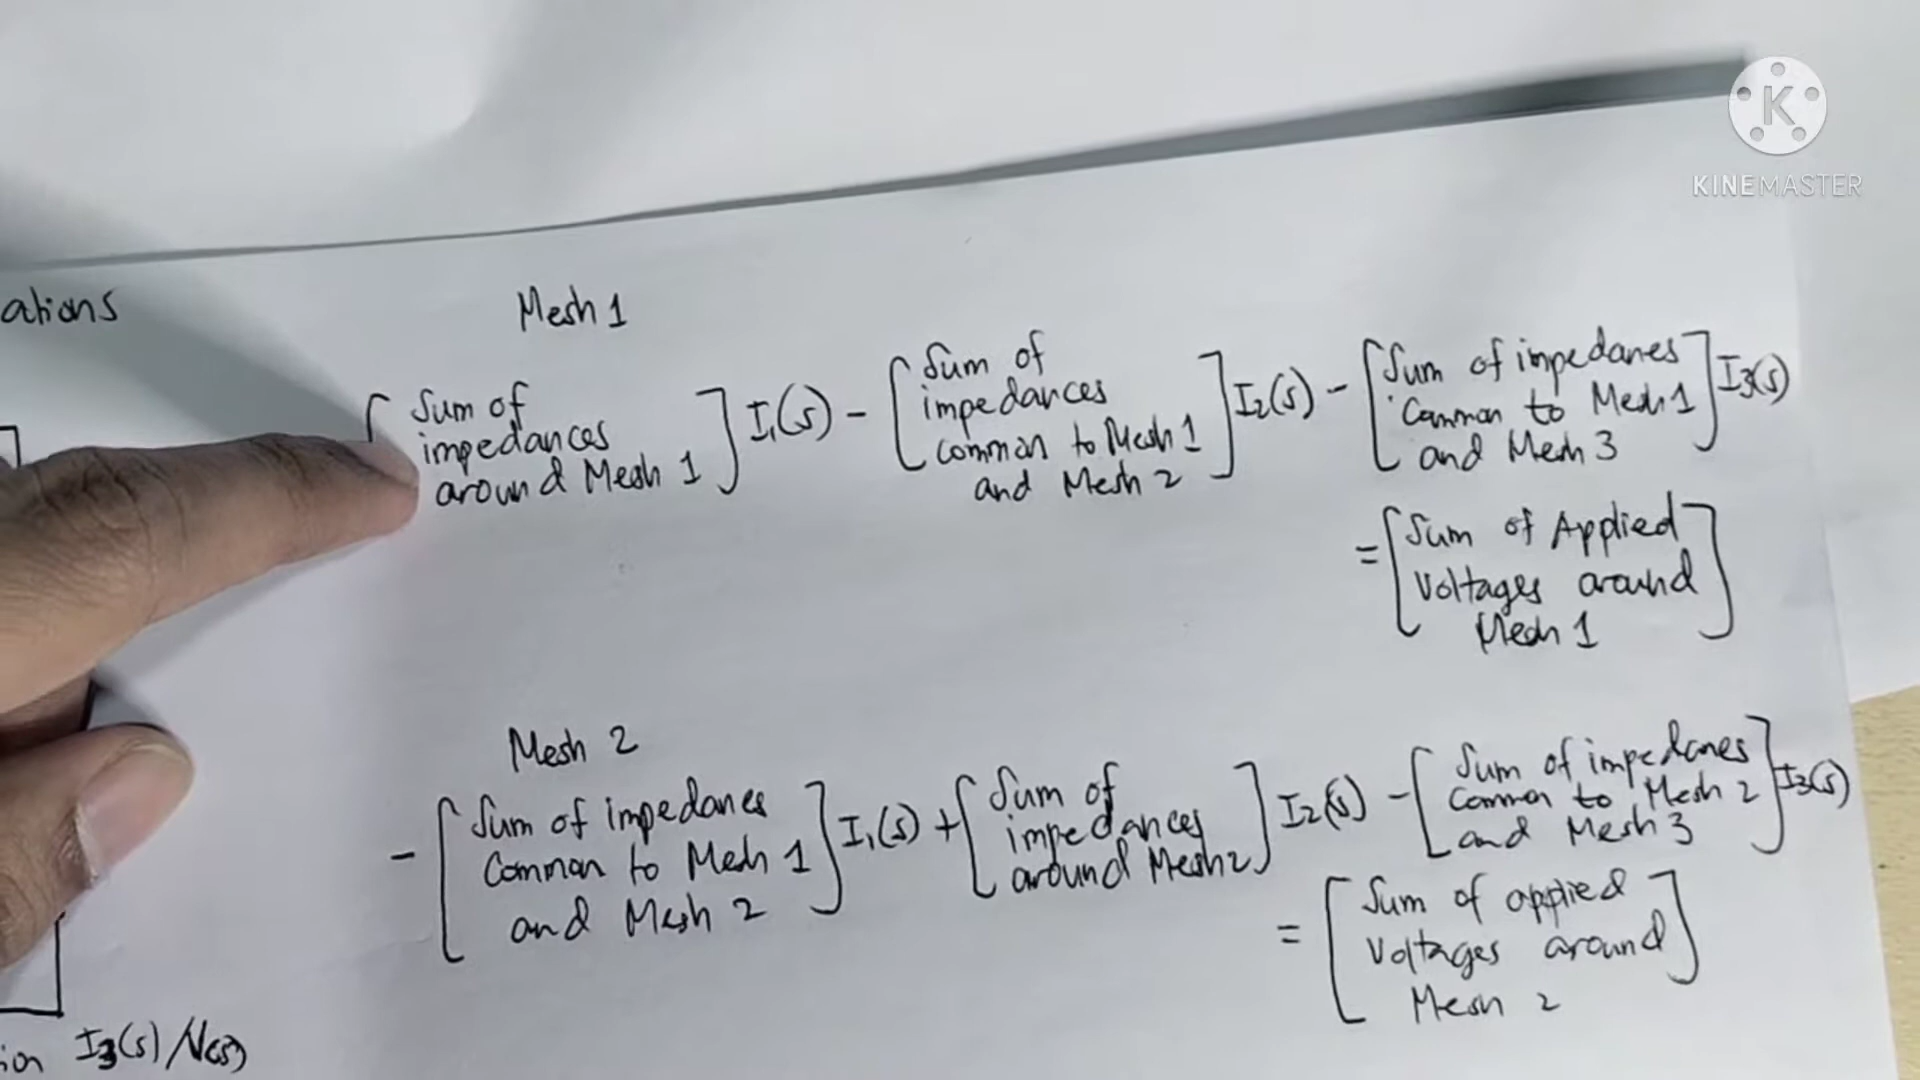 KINEMASTER
ations
Mesh 1
[Sum of impedances around Mesh 1] I₁(s) - [Sum of impedances common to Mesh 1 and Mesh 2] I₂(s) - [Sum of impedanes Common to Mesh 1 and Mesh 3] I₃(s)
= [Sum of Applied Voltages around Mesh 1]
Mesh 2
- [Sum of impedanes Common to Mesh 1 and Mesh 2] I₁(s) + [Sum of impedances around Mesh 2] I₂(s) - [Sum of impedanes Common to Mesh 2 and Mesh 3] I₃(s)
= [Sum of applied Voltages around Mesh 2]
ion I₃(s)/V(s)